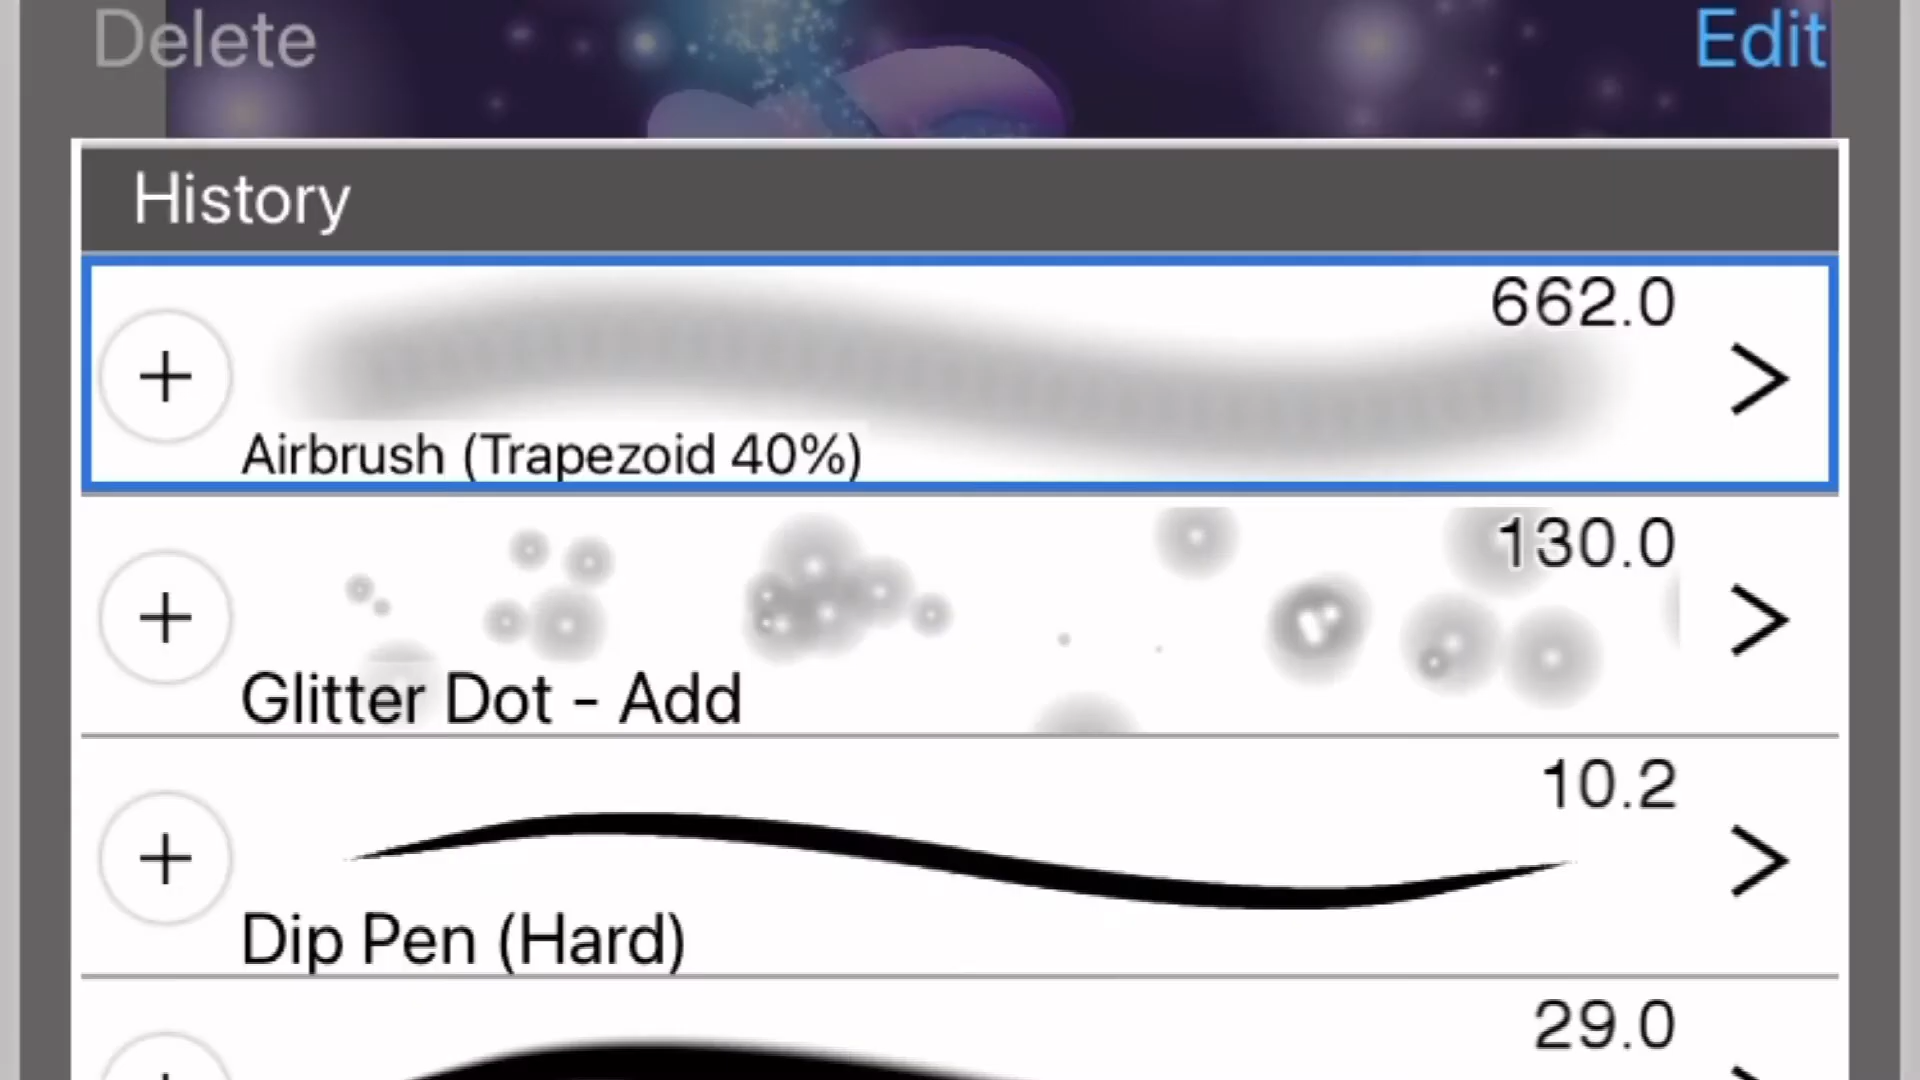 Delete
Edit
History
662.0
Airbrush (Trapezoid 40%)
130.0
Glitter Dot - Add
10.2
Dip Pen (Hard)
29.0